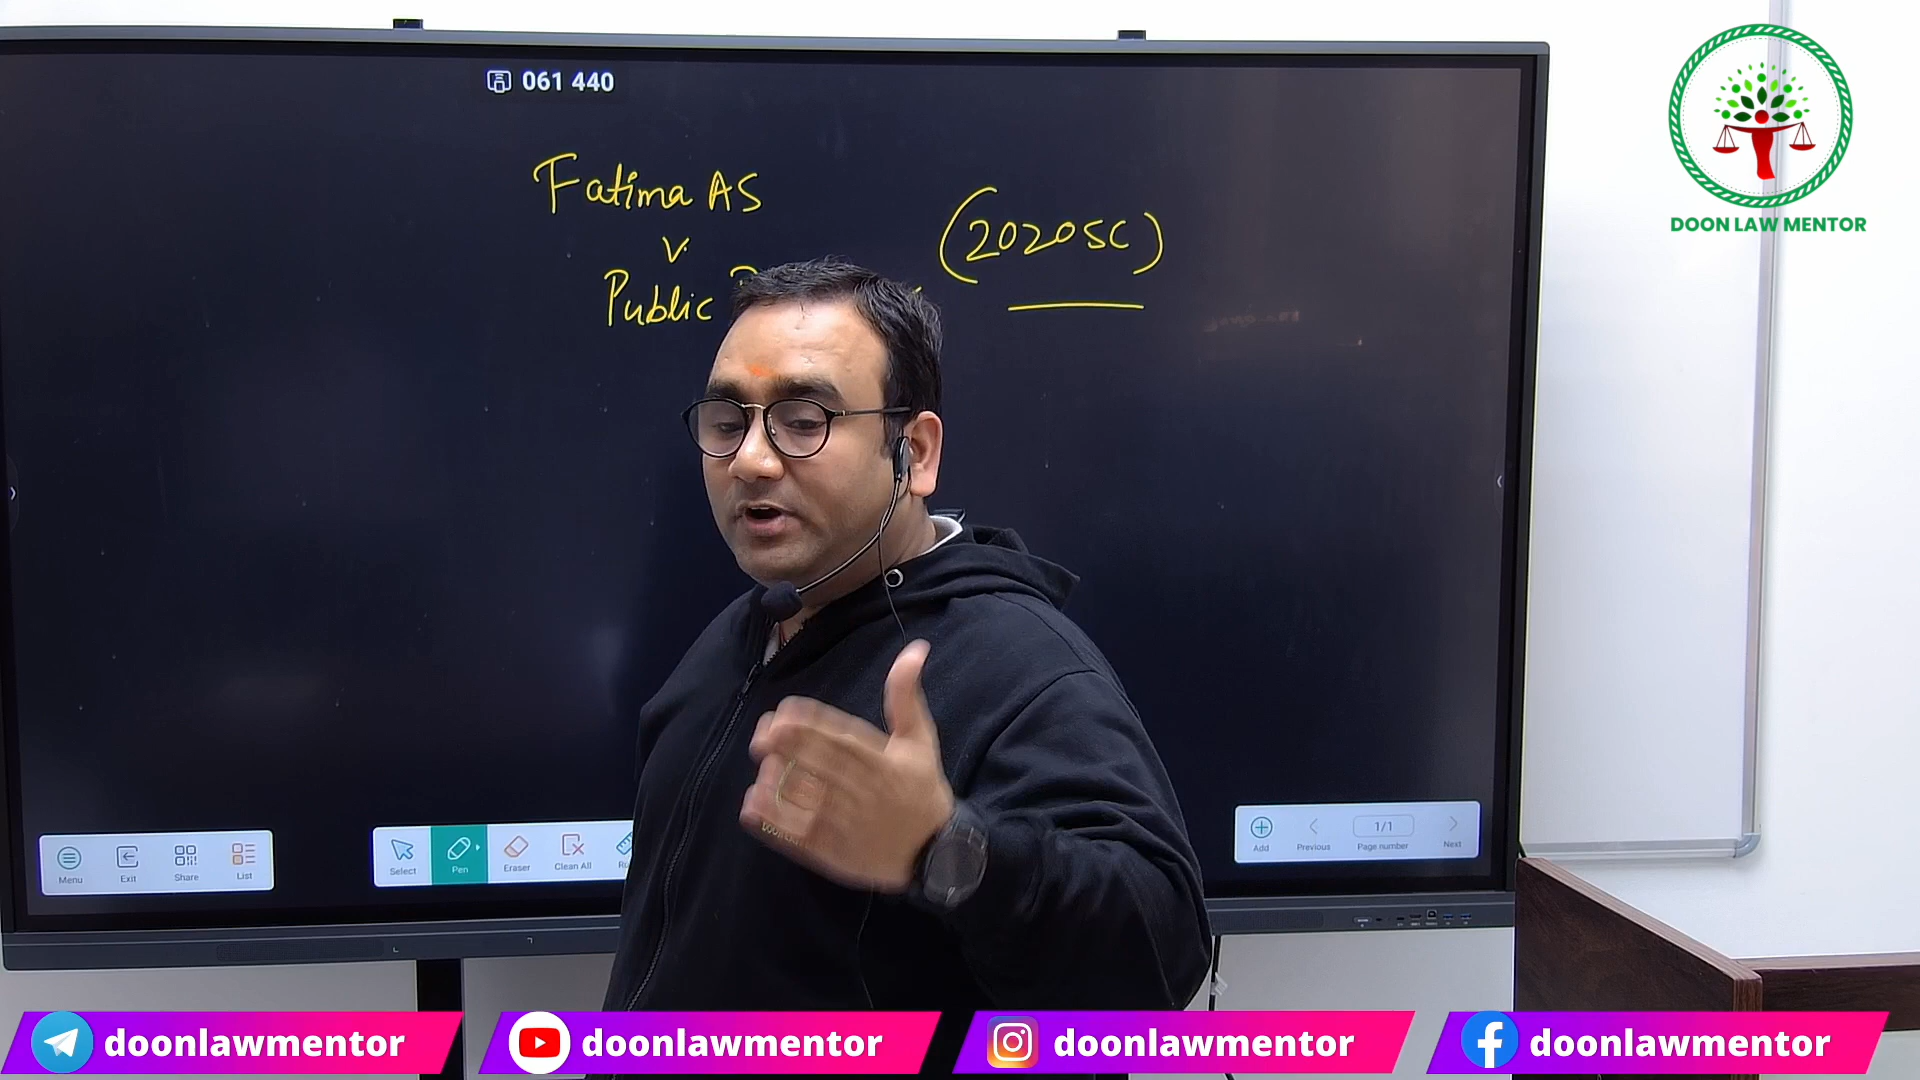 061 440
Fatima AS
v.
(2020 SC)
Public
DOON LAW MENTOR
Menu
Exit
Share
List
Select
Pen
Eraser
Clean All
Add
Previous
1/1
Page number
Next
doonlawmentor
doonlawmentor
doonlawmentor
doonlawmentor